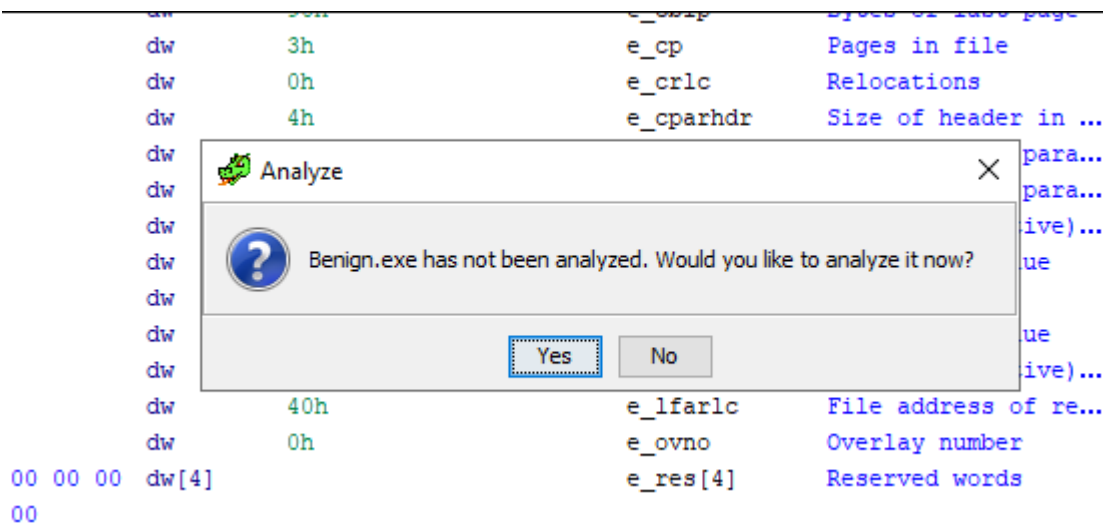 dw 3h e_cp Pages in file
dw 0h e_crlc Relocations
dw 4h e_cparhdr Size of header in ...
dw para...
Analyze
dw para...
dw ive)...
Benign.exe has not been analyzed. Would you like to analyze it now?
dw ue
dw
dw ue
Yes No
dw ive)...
dw 40h e_lfarlc File address of re...
dw 0h e_ovno Overlay number
00 00 00 dw[4] e_res[4] Reserved words
00